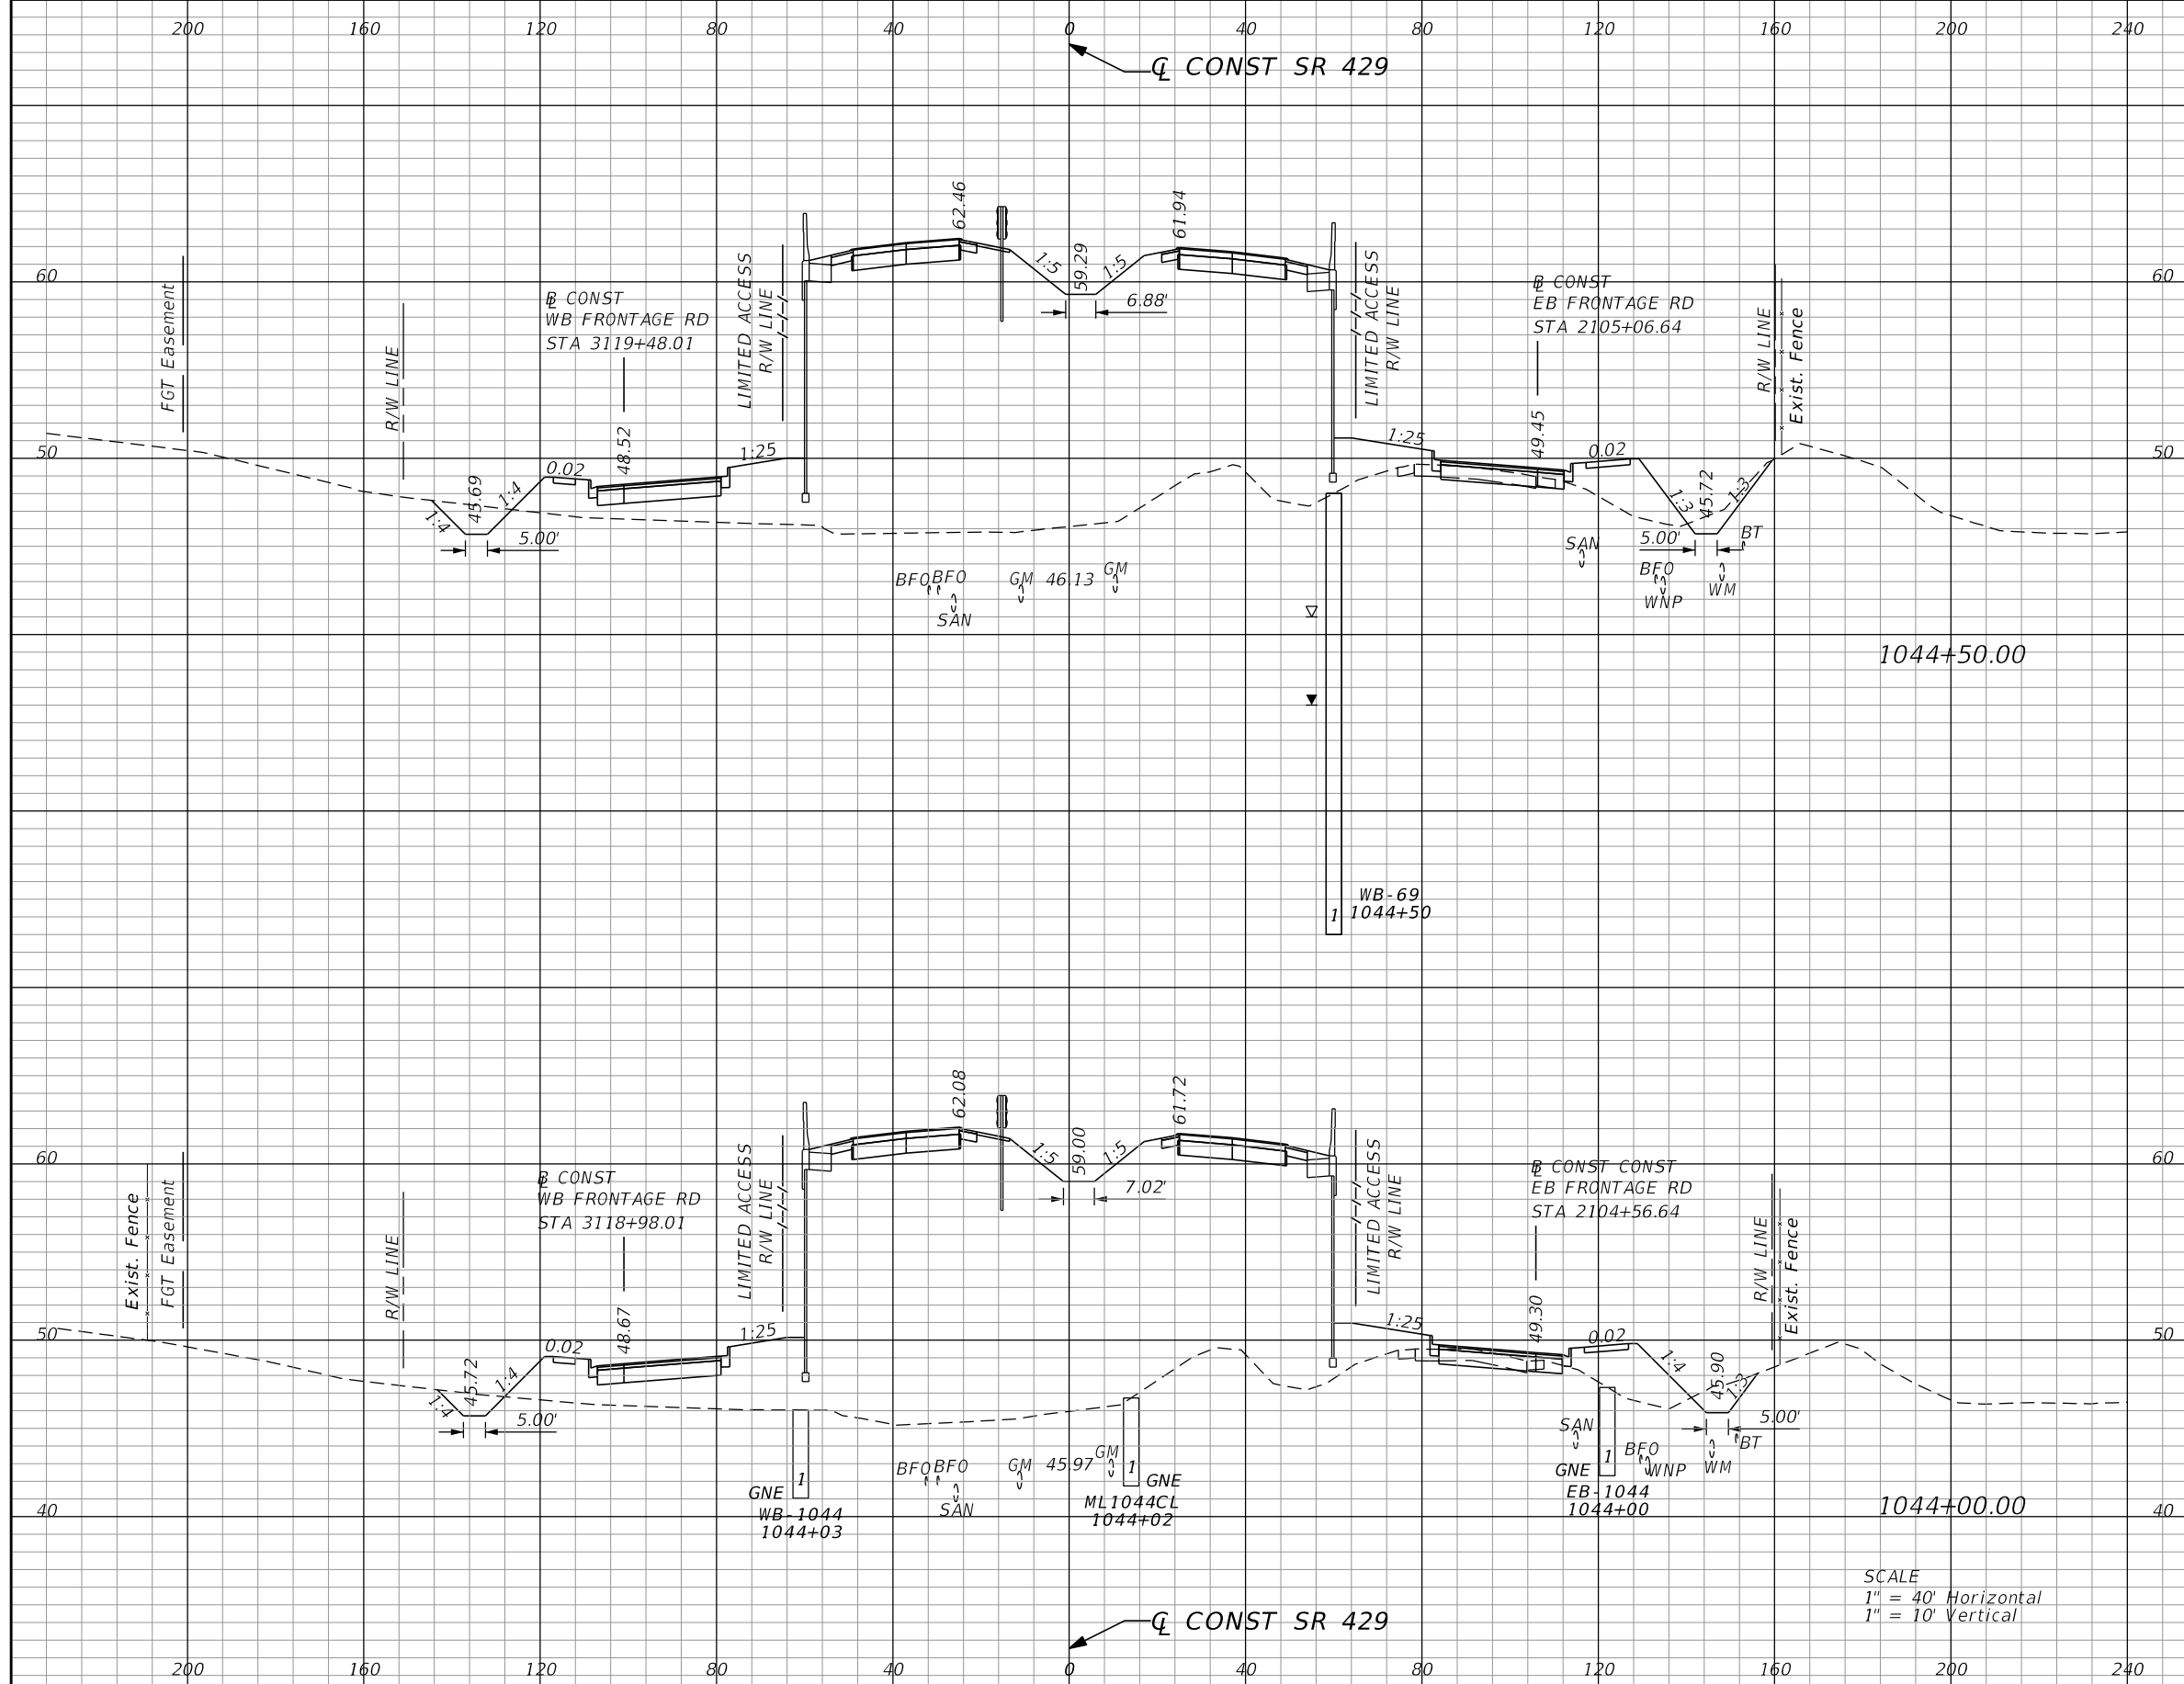 200 160 120 80 40 0 40 80 120 160 200 240
℄ CONST SR 429
62.46
61.94
59.29
1:5
1:5
6.88'
60
60
FGT Easement
R/W LINE
℄ CONST
WB FRONTAGE RD
STA 3119+48.01
LIMITED ACCESS
R/W LINE
LIMITED ACCESS
R/W LINE
℄ CONST
EB FRONTAGE RD
STA 2105+06.64
R/W LINE
Exist. Fence
50
50
45.69
1:4
1:4
5.00'
0.02
48.52
1:25
1:25
49.45
0.02
1:3
45.72
1:3
5.00'
BT
SAN
BFO
WNP
WM
BFO
BFO
SAN
GM
46.13
GM
1044+50.00
WB-69
1 1044+50
62.08
61.72
59.00
1:5
1:5
7.02'
60
60
Exist. Fence
FGT Easement
R/W LINE
℄ CONST
WB FRONTAGE RD
STA 3118+98.01
LIMITED ACCESS
R/W LINE
LIMITED ACCESS
R/W LINE
℄ CONST CONST
EB FRONTAGE RD
STA 2104+56.64
R/W LINE
Exist. Fence
50
50
45.72
1:4
1:4
5.00'
0.02
48.67
1:25
1:25
49.30
0.02
1:4
45.90
1:3
5.00'
BT
SAN
BFO
WNP
WM
BFO
BFO
SAN
GM
45.97
GM
1
GNE
WB-1044
1044+03
1
GNE
ML1044CL
1044+02
1
GNE
EB-1044
1044+00
40
40
1044+00.00
SCALE
1" = 40' Horizontal
1" = 10' Vertical
℄ CONST SR 429
200 160 120 80 40 0 40 80 120 160 200 240